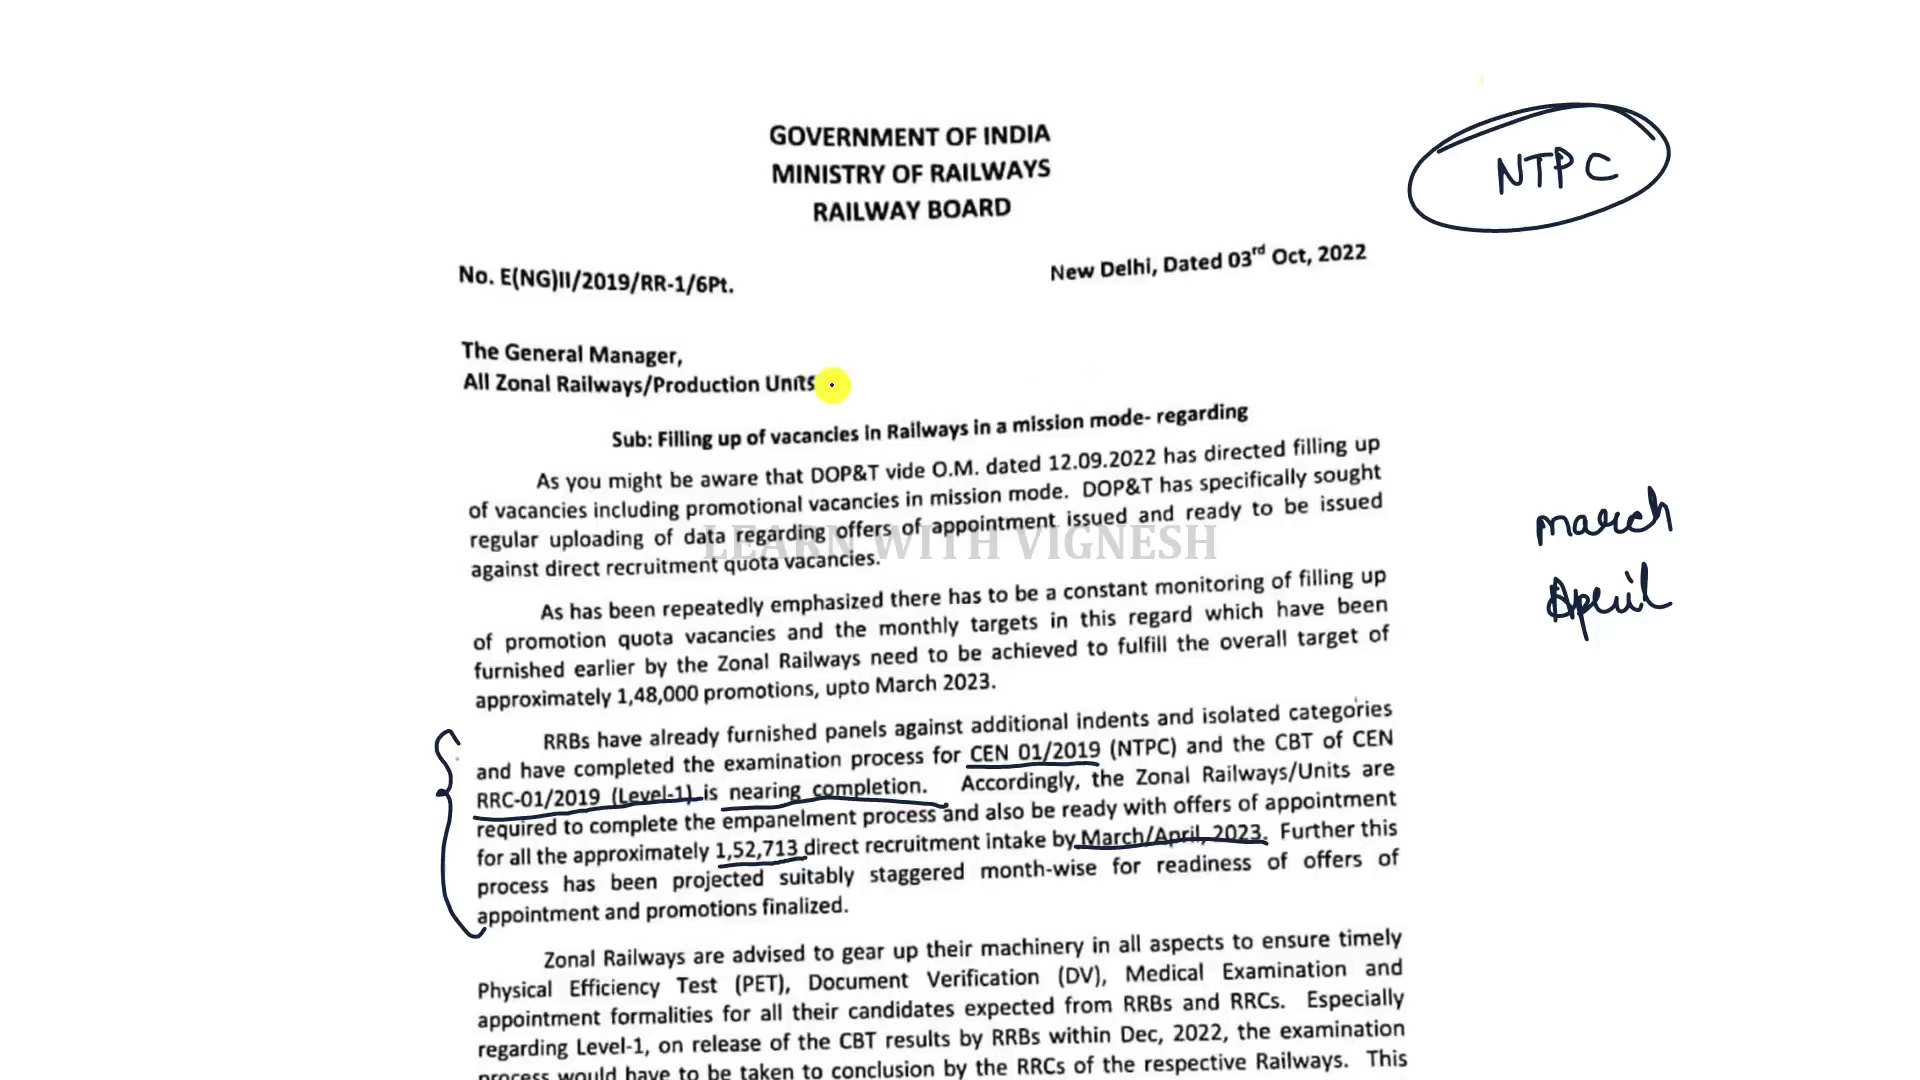 GOVERNMENT OF INDIA
MINISTRY OF RAILWAYS
RAILWAY BOARD
NTPC
No. E(NG)II/2019/RR-1/6Pt.
New Delhi, Dated 03rd Oct, 2022
The General Manager,
All Zonal Railways/Production Units
Sub: Filling up of vacancies in Railways in a mission mode- regarding
As you might be aware that DOP&T vide O.M. dated 12.09.2022 has directed filling up
of vacancies including promotional vacancies in mission mode. DOP&T has specifically sought
regular uploading of data regarding offers of appointment issued and ready to be issued
against direct recruitment quota vacancies.
LEARN WITH VIGNESH
march
April
As has been repeatedly emphasized there has to be a constant monitoring of filling up
of promotion quota vacancies and the monthly targets in this regard which have been
furnished earlier by the Zonal Railways need to be achieved to fulfill the overall target of
approximately 1,48,000 promotions, upto March 2023.
RRBs have already furnished panels against additional indents and isolated categories
and have completed the examination process for CEN 01/2019 (NTPC) and the CBT of CEN
RRC-01/2019 (Level-1) is nearing completion. Accordingly, the Zonal Railways/Units are
required to complete the empanelment process and also be ready with offers of appointment
for all the approximately 1,52,713 direct recruitment intake by March/April, 2023. Further this
process has been projected suitably staggered month-wise for readiness of offers of
appointment and promotions finalized.
Zonal Railways are advised to gear up their machinery in all aspects to ensure timely
Physical Efficiency Test (PET), Document Verification (DV), Medical Examination and
appointment formalities for all their candidates expected from RRBs and RRCs. Especially
regarding Level-1, on release of the CBT results by RRBs within Dec, 2022, the examination
process would have to be taken to conclusion by the RRCs of the respective Railways. This